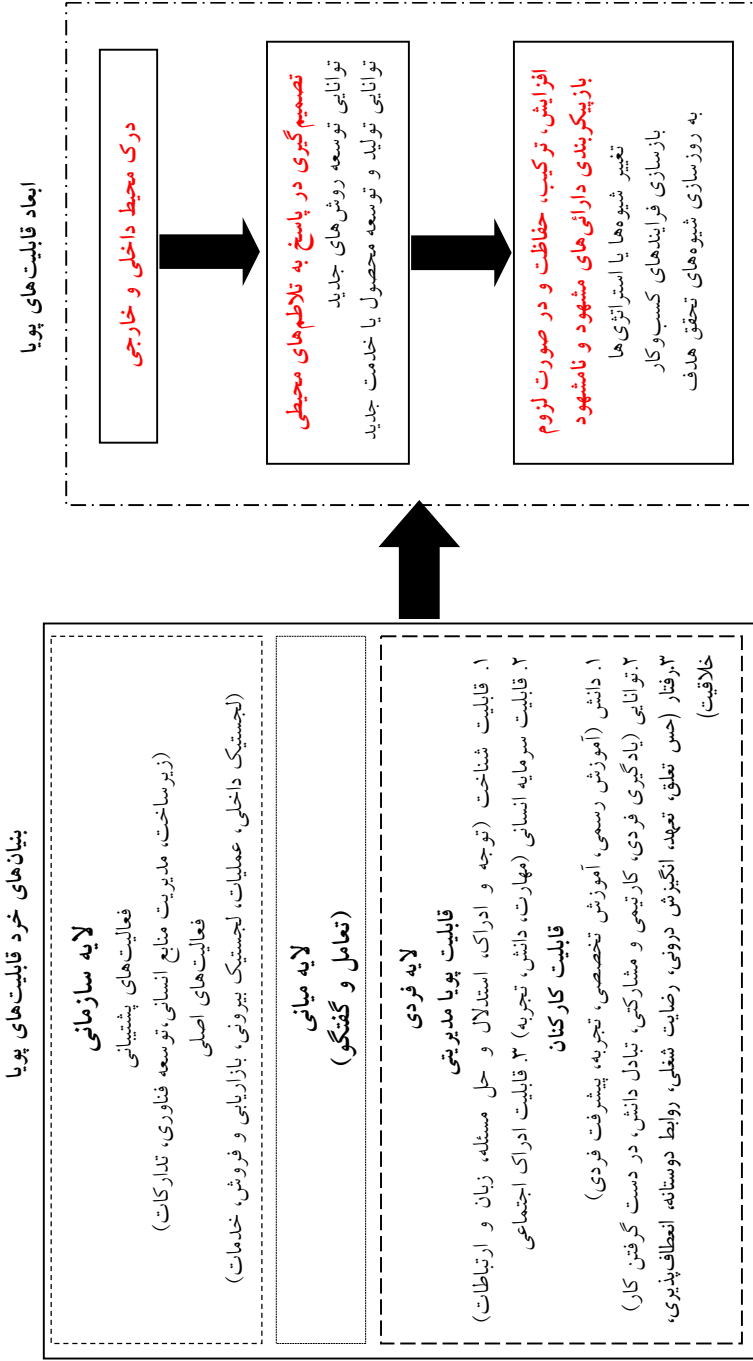 بنیان‌های خرد قابلیت‌های پویا
لایه سازمانی
فعالیت‌های پشتیبانی
(زیرساخت، مدیریت منابع انسانی،توسعه فناوری، تدارکات)
فعالیت‌های اصلی
(لجستیک داخلی، عملیات، لجستیک بیرونی، بازاریابی و فروش، خدمات)
لایه میانی
(تعامل و گفتگو)
لایه فردی
قابلیت پویا مدیریتی
۱. قابلیت شناخت (توجه و ادراک، استدلال و حل مسئله، زبان و ارتباطات)
۲. قابلیت سرمایه انسانی (مهارت، دانش، تجربه) ۳. قابلیت ادراک اجتماعی
قابلیت کارکنان
۱. دانش (آموزش رسمی، آموزش تخصصی، تجربه، پیشرفت فردی)
۲.توانایی (یادگیری فردی، کارتیمی و مشارکتی، تبادل دانش، در دست گرفتن کار)
۳.رفتار (حس تعلق، تعهد، انگیزش درونی، رضایت شغلی، روابط دوستانه، انعطاف‌پذیری،
خلاقیت)
ابعاد قابلیت‌های پویا
درک محیط داخلی و خارجی
تصمیم‌گیری در پاسخ به تلاطم‌های محیطی
توانایی توسعه روش‌های جدید
توانایی تولید و توسعه محصول یا خدمت جدید
افزایش، ترکیب، حفاظت و در صورت لزوم
بازپیکربندی دارائی‌های مشهود و نامشهود
تغییر شیوه‌ها یا استراتژی‌ها
بازسازی فرایندهای کسب‌وکار
به روزسازی شیوه‌های تحقق هدف